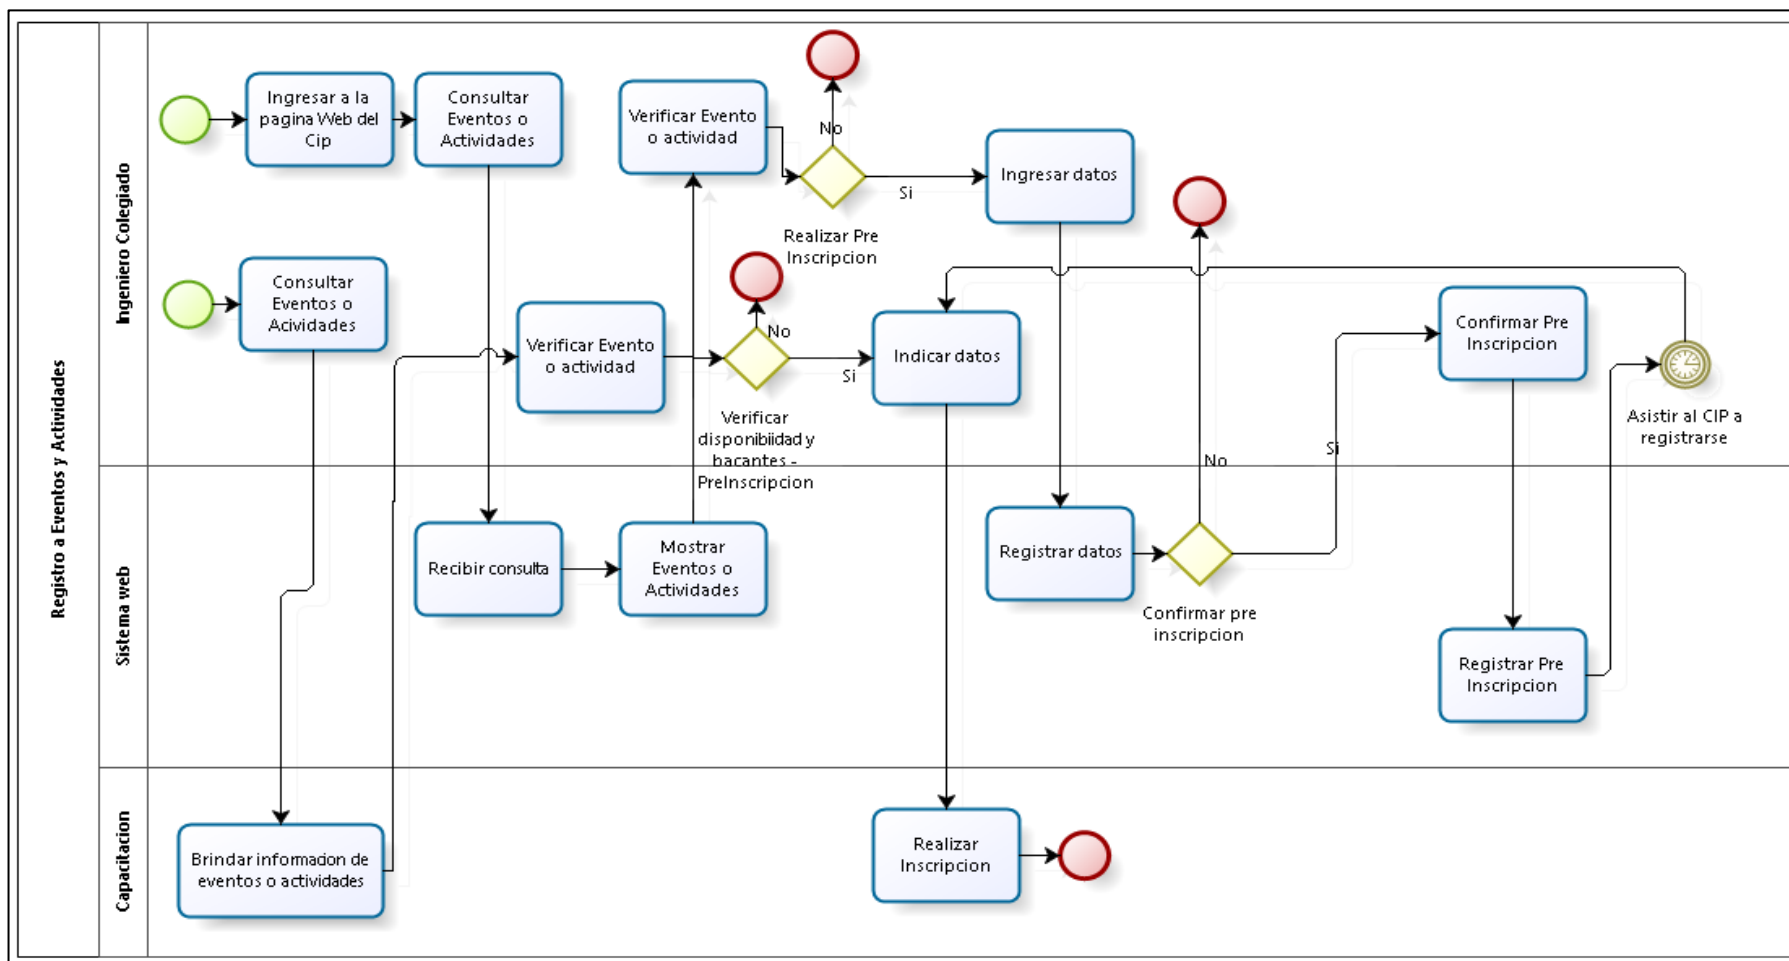 Registro a Eventos y Actividades
Ingeniero Colegiado
Ingresar a la
pagina Web del
Cip
Consultar
Eventos o
Actividades
Verificar Evento
o actividad
No
Si
Realizar Pre
Inscripcion
Ingresar datos
Consultar
Eventos o
Acividades
Verificar Evento
o actividad
No
Si
Verificar
disponibiidad y
bacantes -
PreInscripcion
Indicar datos
Confirmar Pre
Inscripcion
Asistir al CIP a
registrarse
Sistema web
Recibir consulta
Mostrar
Eventos o
Actividades
Registrar datos
No
Si
Confirmar pre
inscripcion
Registrar Pre
Inscripcion
Capacitacion
Brindar informacion de
eventos o actividades
Realizar
Inscripcion